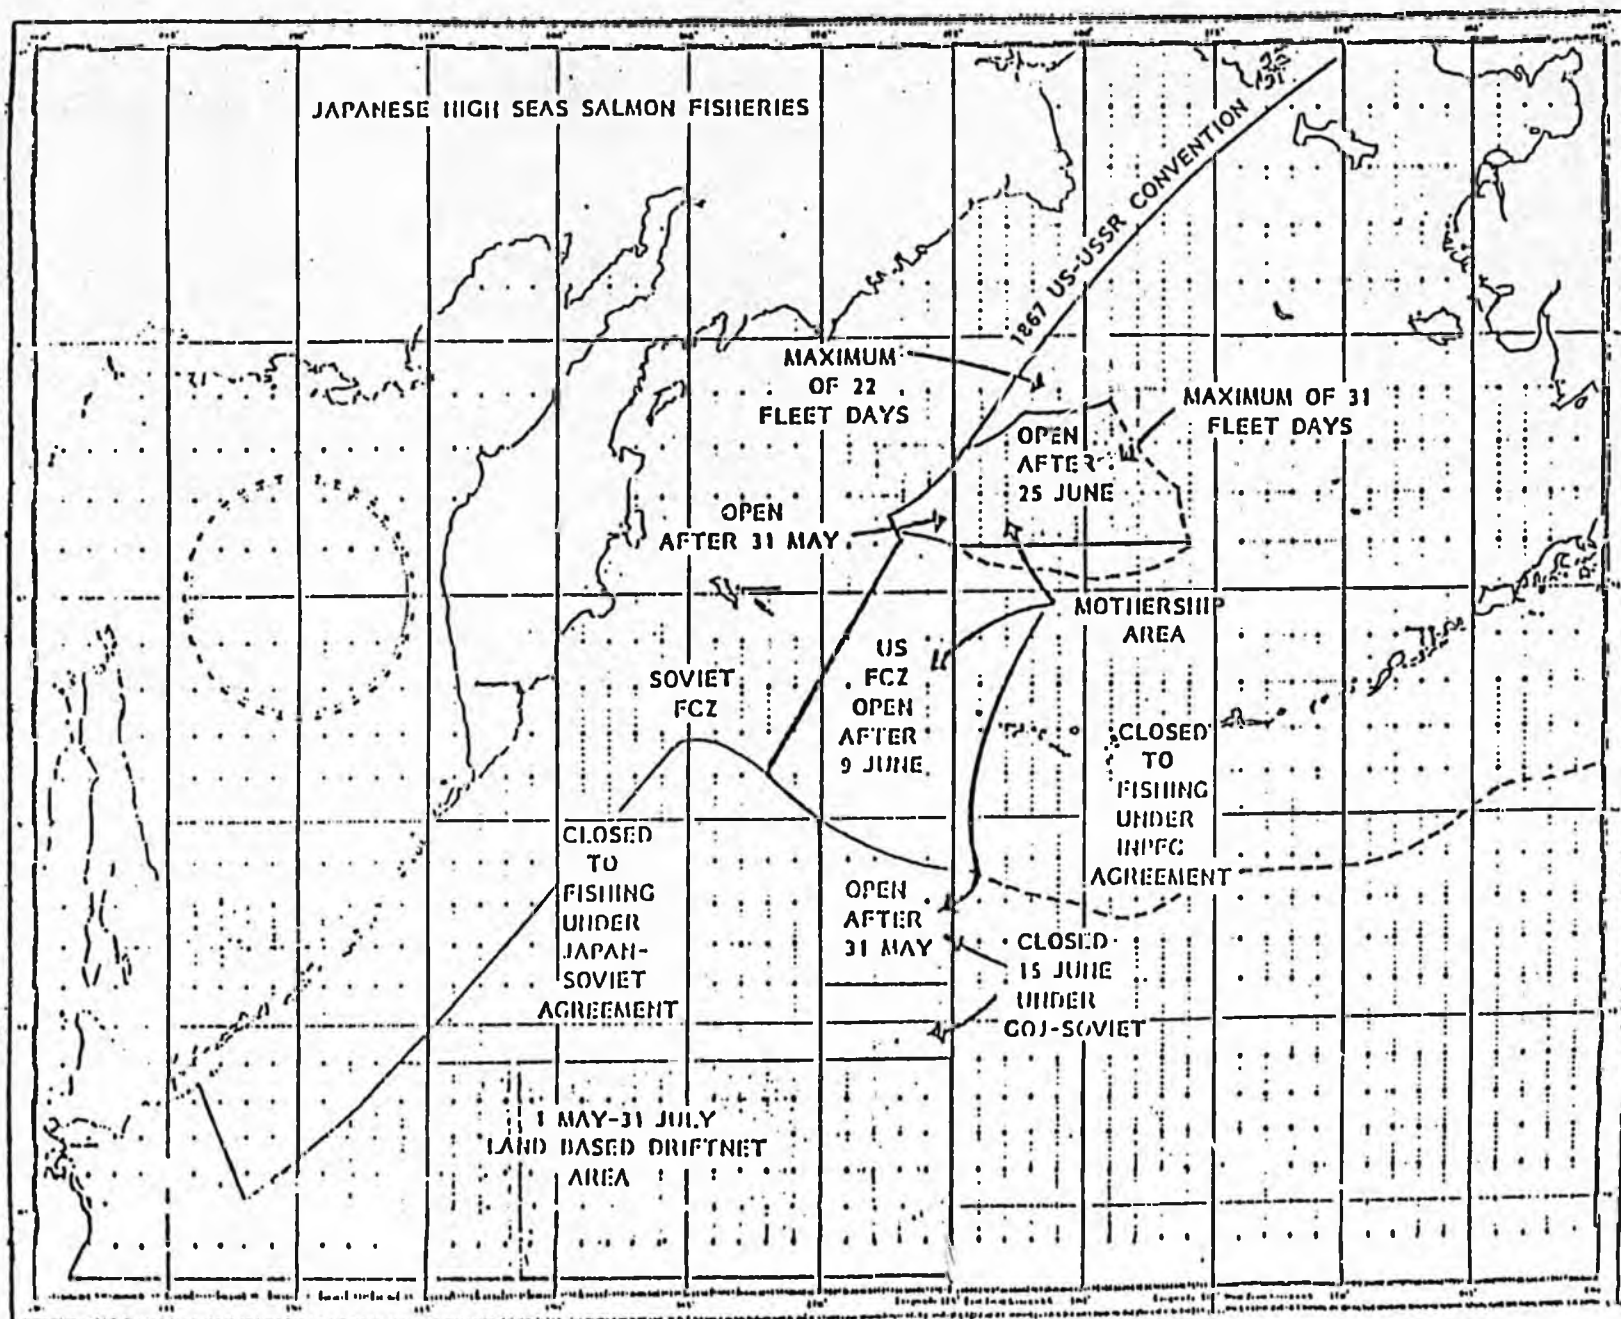 JAPANESE HIGH SEAS SALMON FISHERIES
1867 US-USSR CONVENTION
MAXIMUM
OF 22
FLEET DAYS
MAXIMUM OF 31
FLEET DAYS
OPEN
AFTER
25 JUNE
OPEN
AFTER 31 MAY
MOTHERSHIP
AREA
US
FCZ
OPEN
AFTER
9 JUNE
SOVIET
FCZ
CLOSED
TO
FISHING
UNDER
INPFC
AGREEMENT
CLOSED
TO
FISHING
UNDER
JAPAN-
SOVIET
AGREEMENT
OPEN
AFTER
31 MAY
CLOSED
15 JUNE
UNDER
GOJ-SOVIET
1 MAY-31 JULY
LAND BASED DRIFTNET
AREA